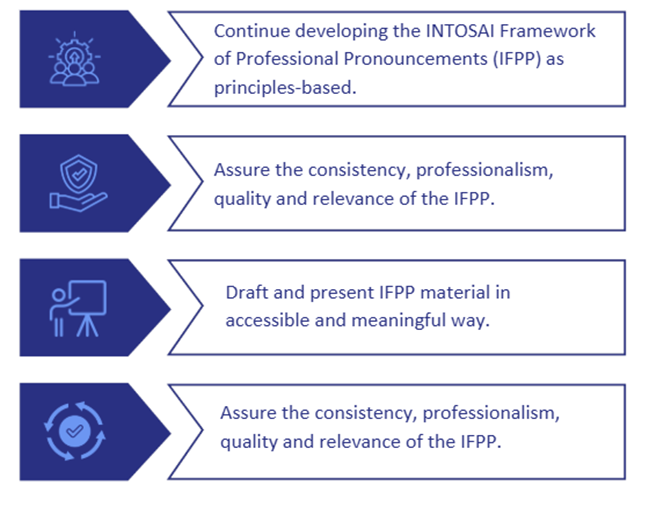 Continue developing the INTOSAI Framework
of Professional Pronouncements (IFPP) as
principles-based.
Assure the consistency, professionalism,
quality and relevance of the IFPP.
Draft and present IFPP material in
accessible and meaningful way.
Assure the consistency, professionalism,
quality and relevance of the IFPP.